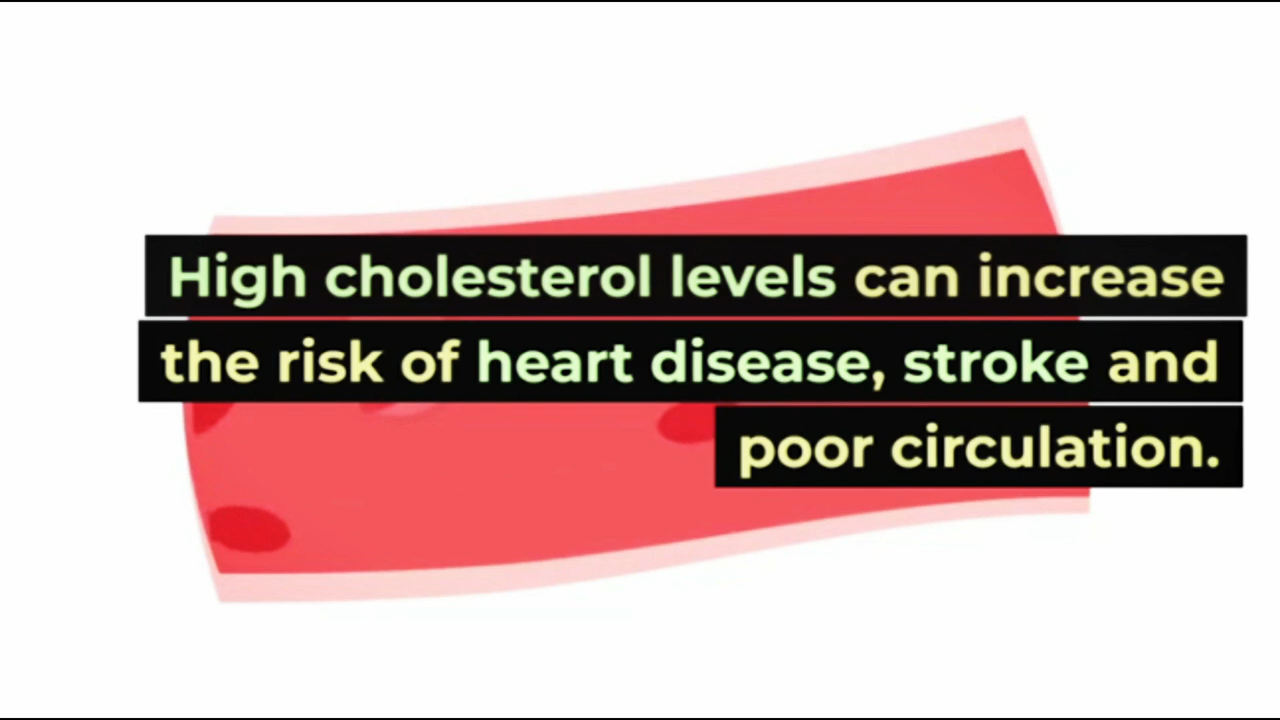 High cholesterol levels can increase
the risk of heart disease, stroke and
poor circulation.